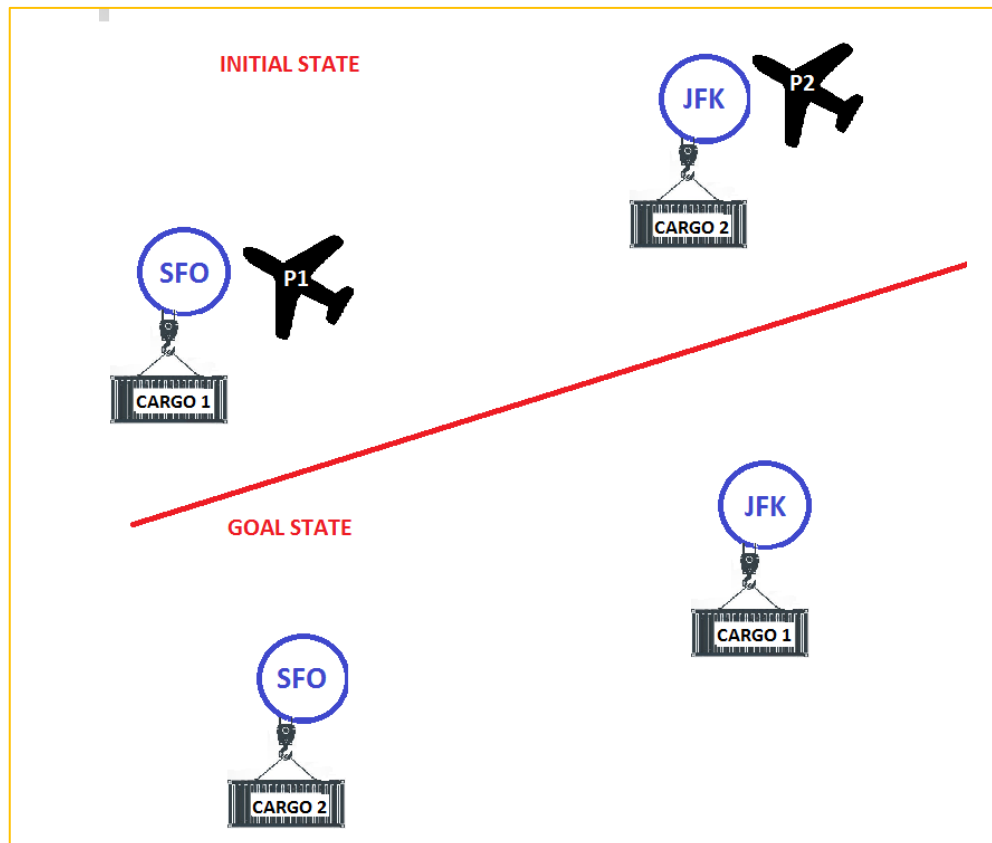 INITIAL STATE
JFK
P2
CARGO 2
SFO
P1
CARGO 1
GOAL STATE
JFK
CARGO 1
SFO
CARGO 2